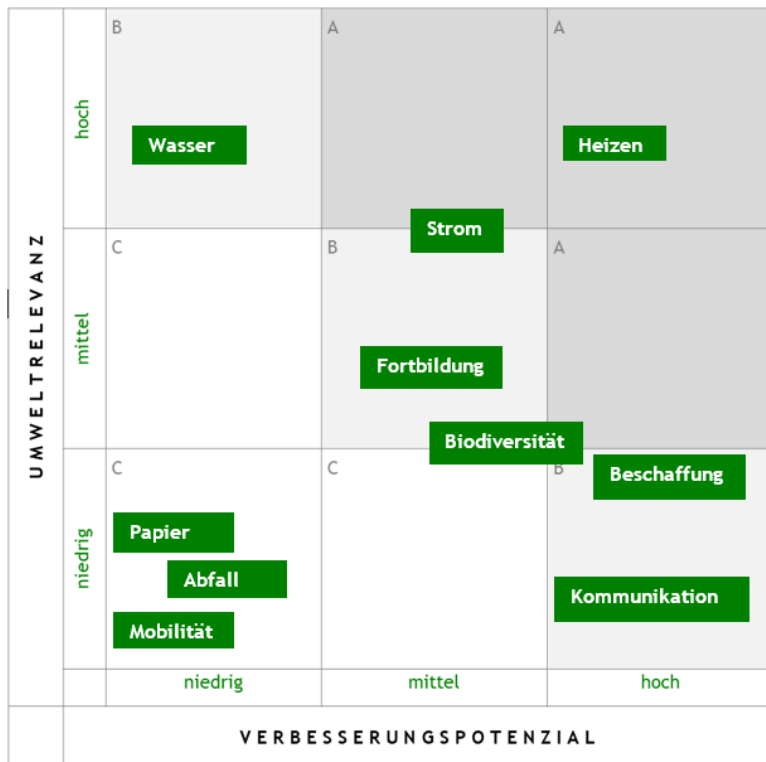 B
A
A
hoch
Wasser
Heizen
Strom
UMWELTRELEVANZ
C
B
A
mittel
Fortbildung
Biodiversität
C
C
B
Beschaffung
niedrig
Papier
Abfall
Kommunikation
Mobilität
niedrig
mittel
hoch
VERBESSERUNGSPOTENZIAL